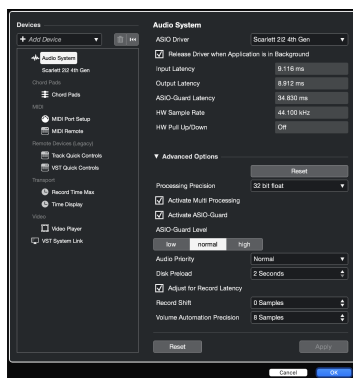 Devices
+ Add Device
Audio System
Scarlett 2i2 4th Gen
Chord Pads
Chord Pads
MIDI
MIDI Port Setup
MIDI Remote
Remote Devices (Legacy)
Track Quick Controls
VST Quick Controls
Transport
Record Time Max
Time Display
Video
Video Player
VST System Link
Audio System
ASIO Driver Scarlett 2i2 4th Gen
Release Driver when Application is in Background
Input Latency 9.116 ms
Output Latency 8.912 ms
ASIO-Guard Latency 34.830 ms
HW Sample Rate 44.100 kHz
HW Pull Up/Down Off
Advanced Options
Reset
Processing Precision 32 bit float
Activate Multi Processing
Activate ASIO-Guard
ASIO-Guard Level
low normal high
Audio Priority Normal
Disk Preload 2 Seconds
Adjust for Record Latency
Record Shift 0 Samples
Volume Automation Precision 8 Samples
Reset Apply
Cancel OK